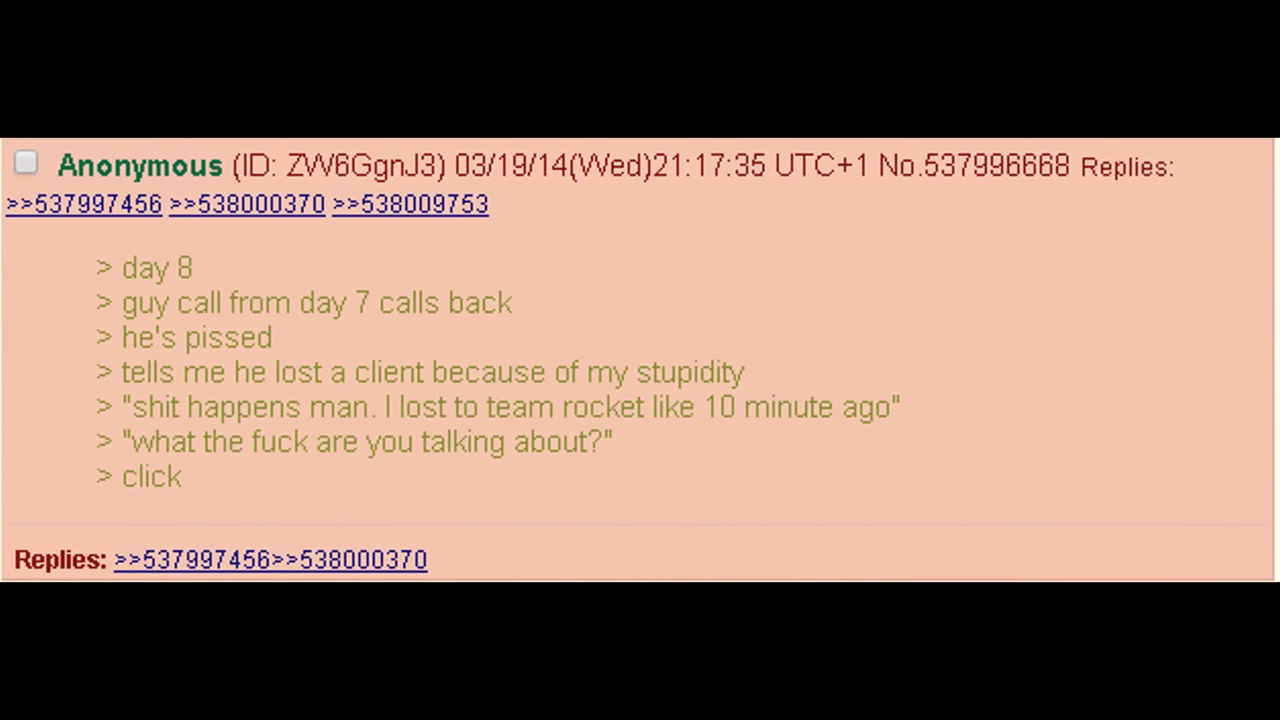 Anonymous (ID: ZW6GgnJ3) 03/19/14(Wed)21:17:35 UTC+1 No.537996668 Replies:
>>537997456 >>538000370 >>538009753
> day 8
> guy call from day 7 calls back
> he's pissed
> tells me he lost a client because of my stupidity
> "shit happens man. I lost to team rocket like 10 minute ago"
> "what the fuck are you talking about?"
> click
Replies: >>537997456>>538000370